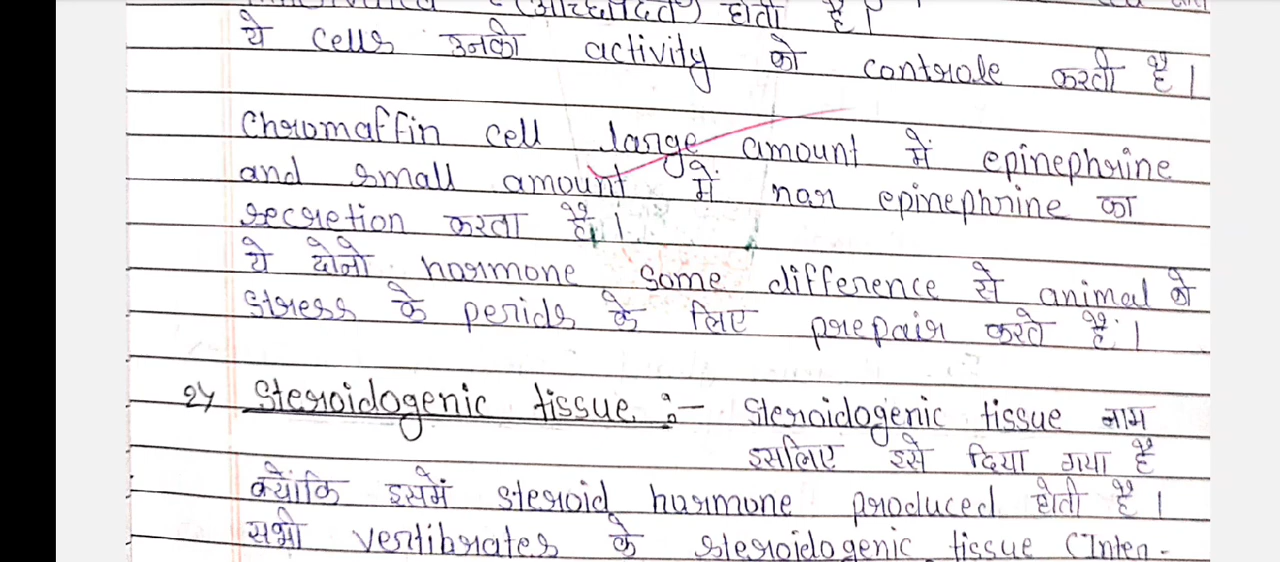 (आच्छादित) होती है।
ये cells उनकी activity को controle करती है।
Chromaffin cell large amount में epinephrine
and small amount में nor epinephrine का
secretion करता है।
ये दोनो hormone some difference से animal को
stress के perids के लिए prepair करते हैं।
2) Steroidogenic tissue :- Steroidogenic tissue नाम
इसलिए इसे दिया गया है
क्योंकि इसमें steroid harmone produced होती है।
सभी vertibrates के steroidogenic tissue (Inter-